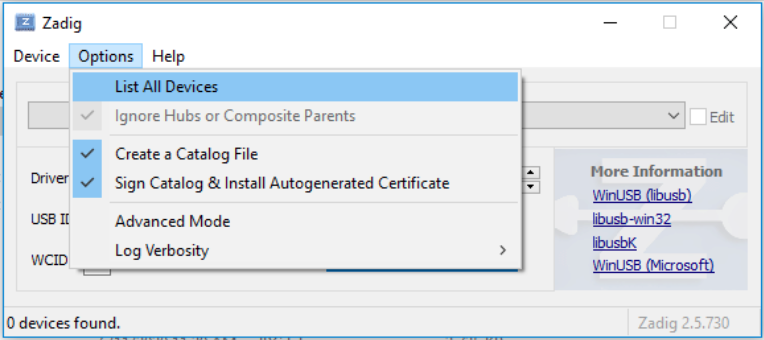 Zadig
Device Options Help
List All Devices
Ignore Hubs or Composite Parents
Edit
Create a Catalog File
Driver
Sign Catalog & Install Autogenerated Certificate
More Information
WinUSB (libusb)
USB ID
Advanced Mode
libusb-win32
Log Verbosity
libusbK
WCID
WinUSB (Microsoft)
0 devices found.
Zadig 2.5.730